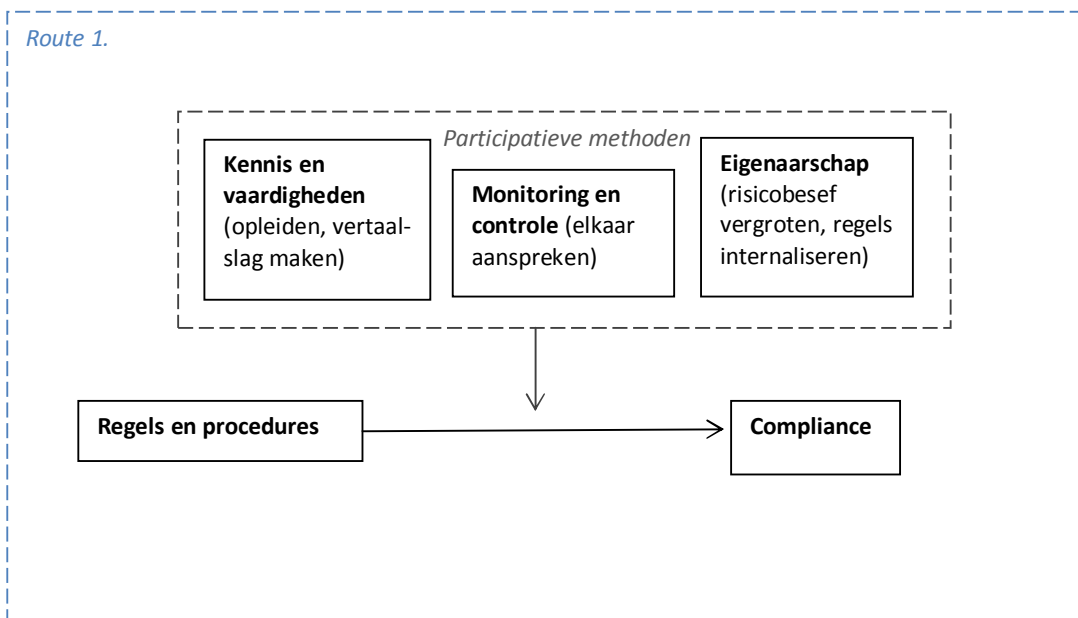 Route 1.
Participatieve methoden
Kennis en
vaardigheden
(opleiden, vertaal-
slag maken)
Monitoring en
controle (elkaar
aanspreken)
Eigenaarschap
(risicobesef
vergroten, regels
internaliseren)
Regels en procedures
Compliance